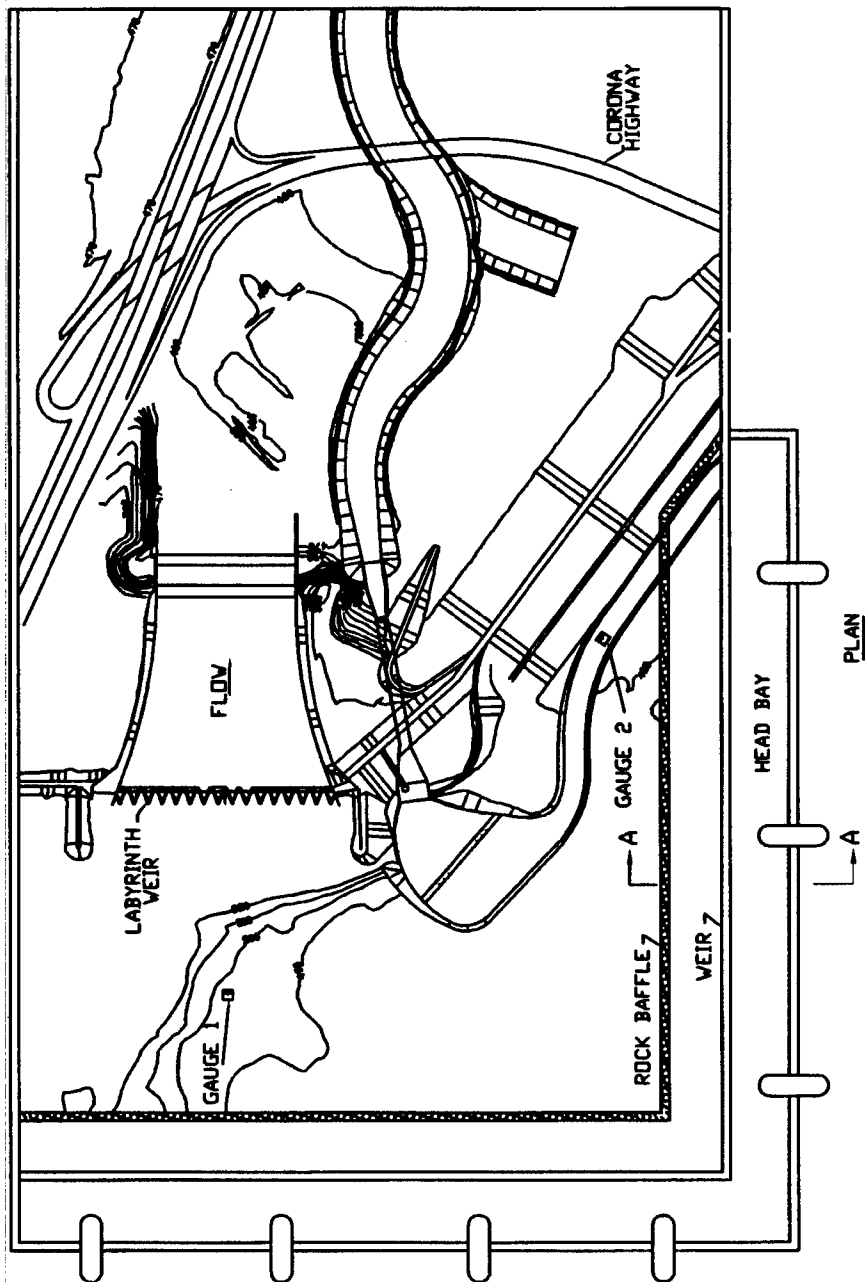 CORONA
HIGHWAY
FLOW
LABYRINTH
WEIR
GAUGE 1
GAUGE 2
A
A
ROCK BAFFLE
WEIR
HEAD BAY
PLAN